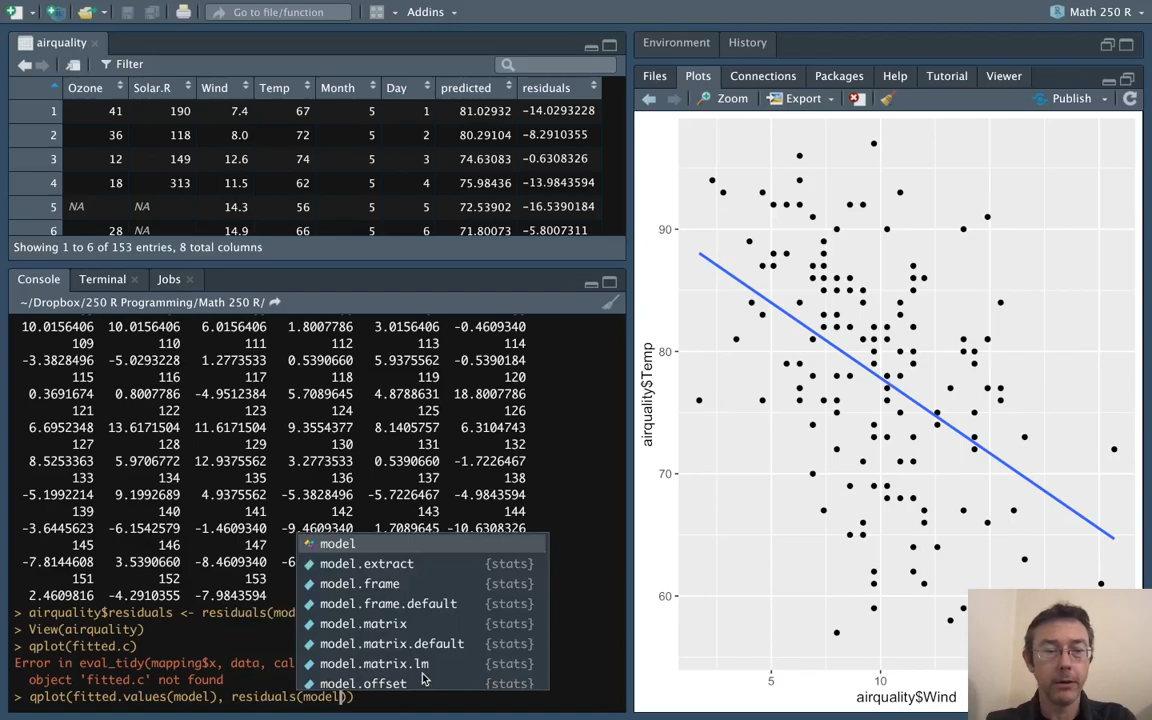 Go to file/function
Addins
Math 250 R
airquality
Filter
Ozone Solar.R Wind Temp Month Day predicted residuals
1 41 190 7.4 67 5 1 81.02932 -14.0293228
2 36 118 8.0 72 5 2 80.29104 -8.2910355
3 12 149 12.6 74 5 3 74.63083 -0.6308326
4 18 313 11.5 62 5 4 75.98436 -13.9843594
5 NA NA 14.3 56 5 5 72.53902 -16.5390184
6 28 NA 14.9 66 5 6 71.80073 -5.8007311
Showing 1 to 6 of 153 entries, 8 total columns
Console Terminal Jobs
~/Dropbox/250 R Programming/Math 250 R/
10.0156406 10.0156406 6.0156406 1.8007786 3.0156406 -0.4609340
109 110 111 112 113 114
-3.3828496 -5.0293228 1.2773533 0.5390660 5.9375562 -0.5390184
115 116 117 118 119 120
0.3691674 0.8007786 -4.9512384 5.7089645 4.8788631 18.8007786
121 122 123 124 125 126
6.6952348 13.6171504 11.6171504 9.3554377 8.1405757 6.3104743
127 128 129 130 131 132
8.5253363 5.9706772 12.9375562 3.2773533 0.5390660 -1.7226467
133 134 135 136 137 138
-5.1992214 9.1992689 4.9375562 -5.3828496 -5.7226467 -4.9843594
139 140 141 142 143 144
-3.6445623 -6.1542579 -1.4609340 -9.4609340 1.7089645 -10.6308326
145 146 147
-7.8144608 3.5390660 -8.4609340
151 152 153
2.4609816 -4.2910355 -7.9843594
> airquality$residuals <- residuals(mod
> View(airquality)
> qplot(fitted.c)
Error in eval_tidy(mapping$x, data, cal
object 'fitted.c' not found
> qplot(fitted.values(model), residuals(model))
model
model.extract {stats}
model.frame {stats}
model.frame.default {stats}
model.matrix {stats}
model.matrix.default {stats}
model.matrix.lm {stats}
model.offset {stats}
Environment History
Files Plots Connections Packages Help Tutorial Viewer
Zoom Export Publish
airquality$Temp
90
80
70
60
5 10
airquality$Wind